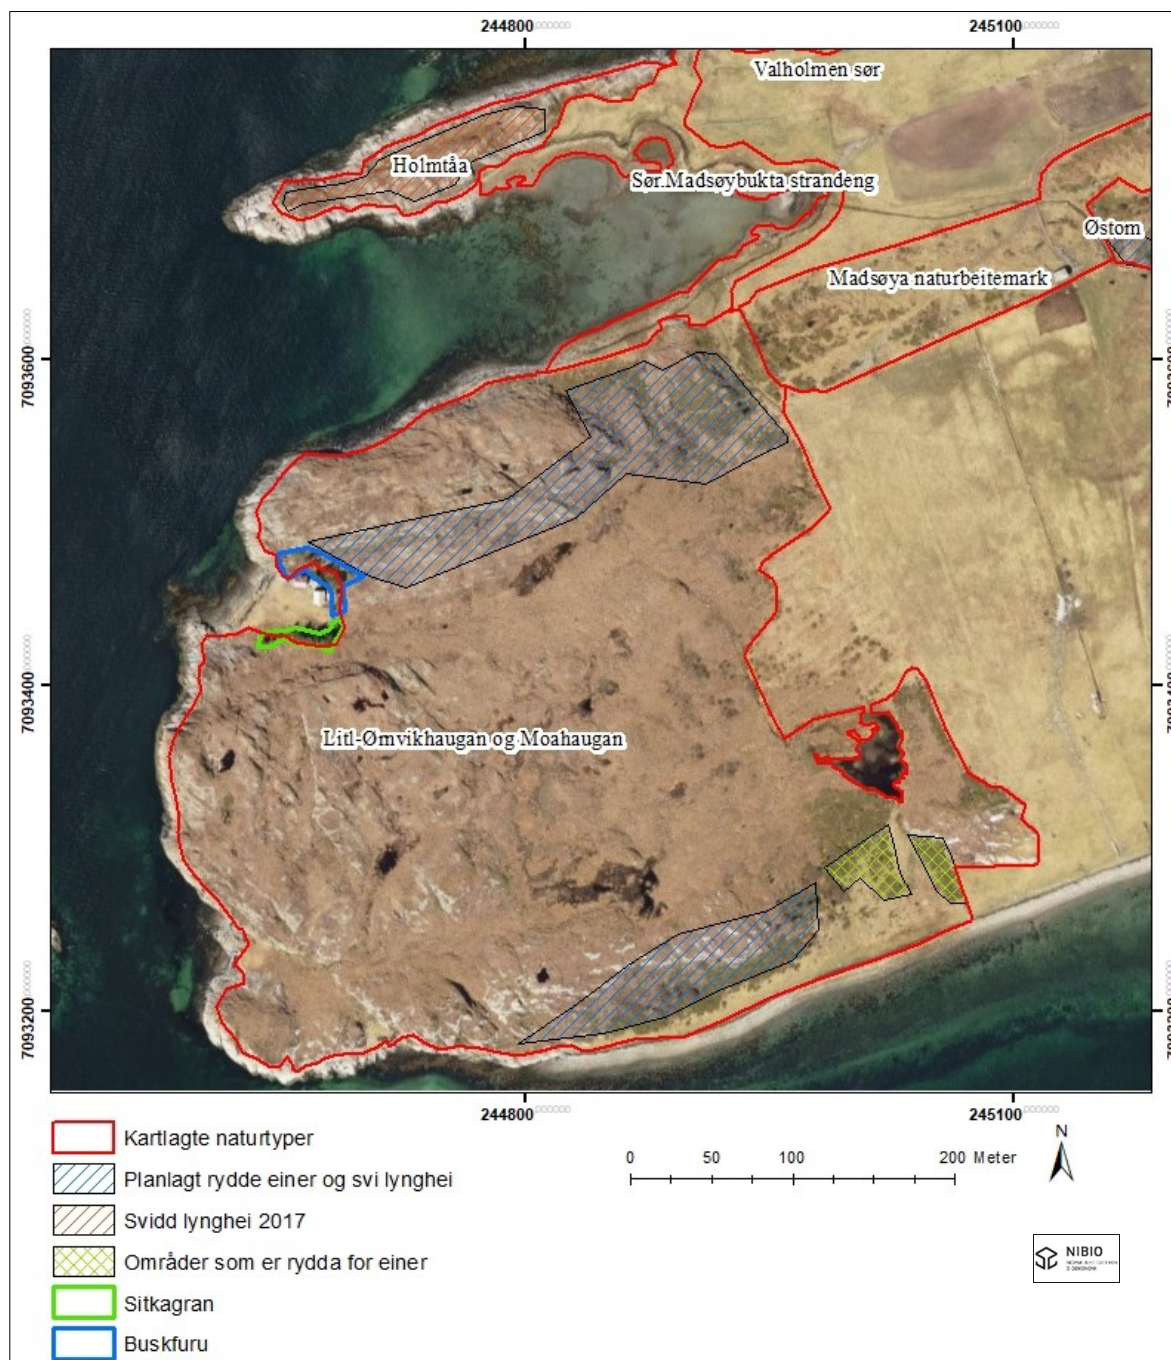 244800 245100
Valholmen sør
Holmtåa
Sør.Madsøybukta strandeng
Østom
Madsøya naturbeitemark
7093600
7093400
Litl-Ømvikhaugan og Moahaugan
7093200
244800 245100
Kartlagte naturtyper
Planlagt rydde einer og svi lynghei
Svidd lynghei 2017
Områder som er rydda for einer
Sitkagran
Buskfuru
0 50 100 200 Meter
N
NIBIO